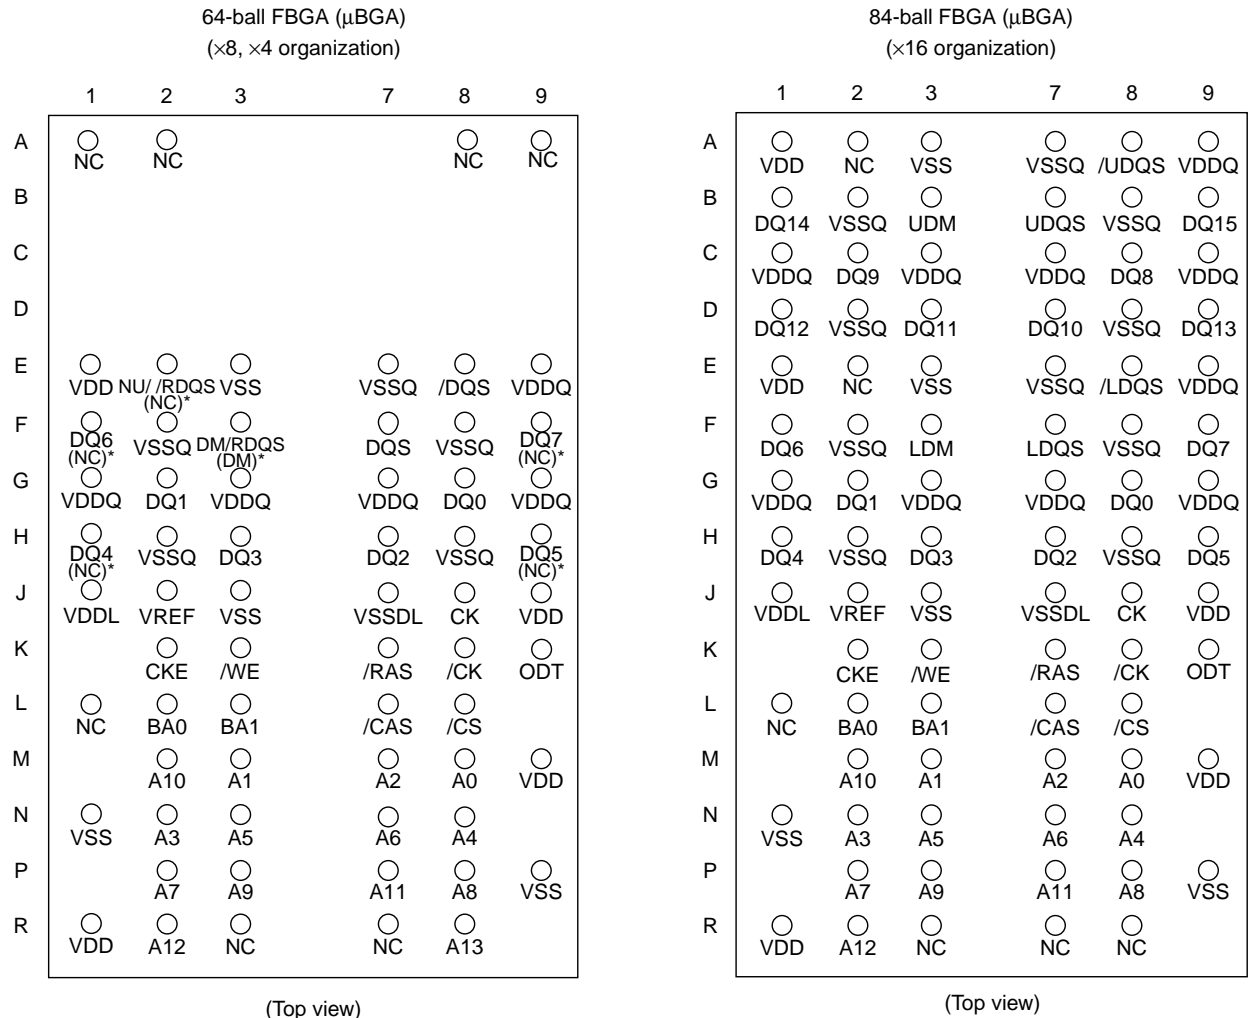 64-ball FBGA (μBGA)
(×8, ×4 organization)
1 2 3 7 8 9
A
NC NC NC NC
B
C
D
E
VDD NU/ /RDQS VSS VSSQ /DQS VDDQ
(NC)*
F
DQ6 VSSQ DM/RDQS DQS VSSQ DQ7
(NC)* (DM)* (NC)*
G
VDDQ DQ1 VDDQ VDDQ DQ0 VDDQ
H
DQ4 VSSQ DQ3 DQ2 VSSQ DQ5
(NC)* (NC)*
J
VDDL VREF VSS VSSDL CK VDD
K
CKE /WE /RAS /CK ODT
L
NC BA0 BA1 /CAS /CS
M
A10 A1 A2 A0 VDD
N
VSS A3 A5 A6 A4
P
A7 A9 A11 A8 VSS
R
VDD A12 NC NC A13
(Top view)
84-ball FBGA (μBGA)
(×16 organization)
1 2 3 7 8 9
A
VDD NC VSS VSSQ /UDQS VDDQ
B
DQ14 VSSQ UDM UDQS VSSQ DQ15
C
VDDQ DQ9 VDDQ VDDQ DQ8 VDDQ
D
DQ12 VSSQ DQ11 DQ10 VSSQ DQ13
E
VDD NC VSS VSSQ /LDQS VDDQ
F
DQ6 VSSQ LDM LDQS VSSQ DQ7
G
VDDQ DQ1 VDDQ VDDQ DQ0 VDDQ
H
DQ4 VSSQ DQ3 DQ2 VSSQ DQ5
J
VDDL VREF VSS VSSDL CK VDD
K
CKE /WE /RAS /CK ODT
L
NC BA0 BA1 /CAS /CS
M
A10 A1 A2 A0 VDD
N
VSS A3 A5 A6 A4
P
A7 A9 A11 A8 VSS
R
VDD A12 NC NC NC
(Top view)